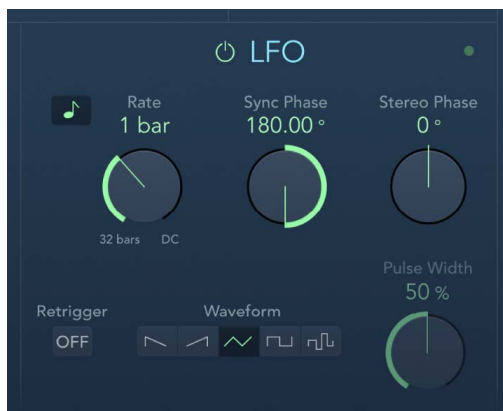 LFO
Rate
1 bar
Sync Phase
180.00 °
Stereo Phase
0 °
32 bars
DC
Pulse Width
50 %
Retrigger
OFF
Waveform